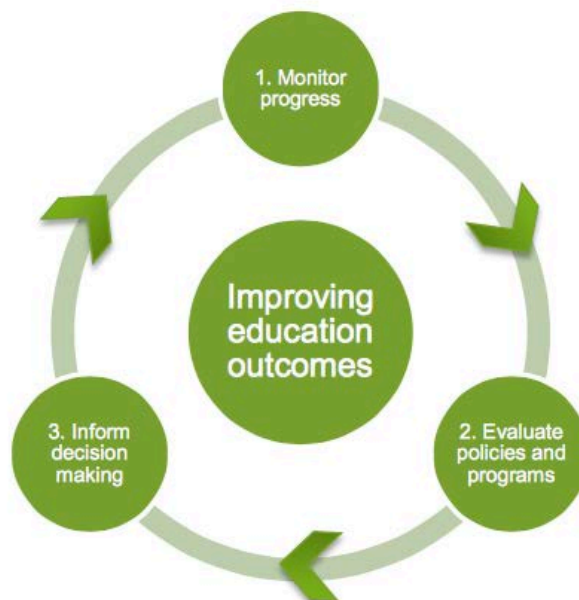 1. Monitor
progress
Improving
education
outcomes
3. Inform
decision
making
2. Evaluate
policies and
programs